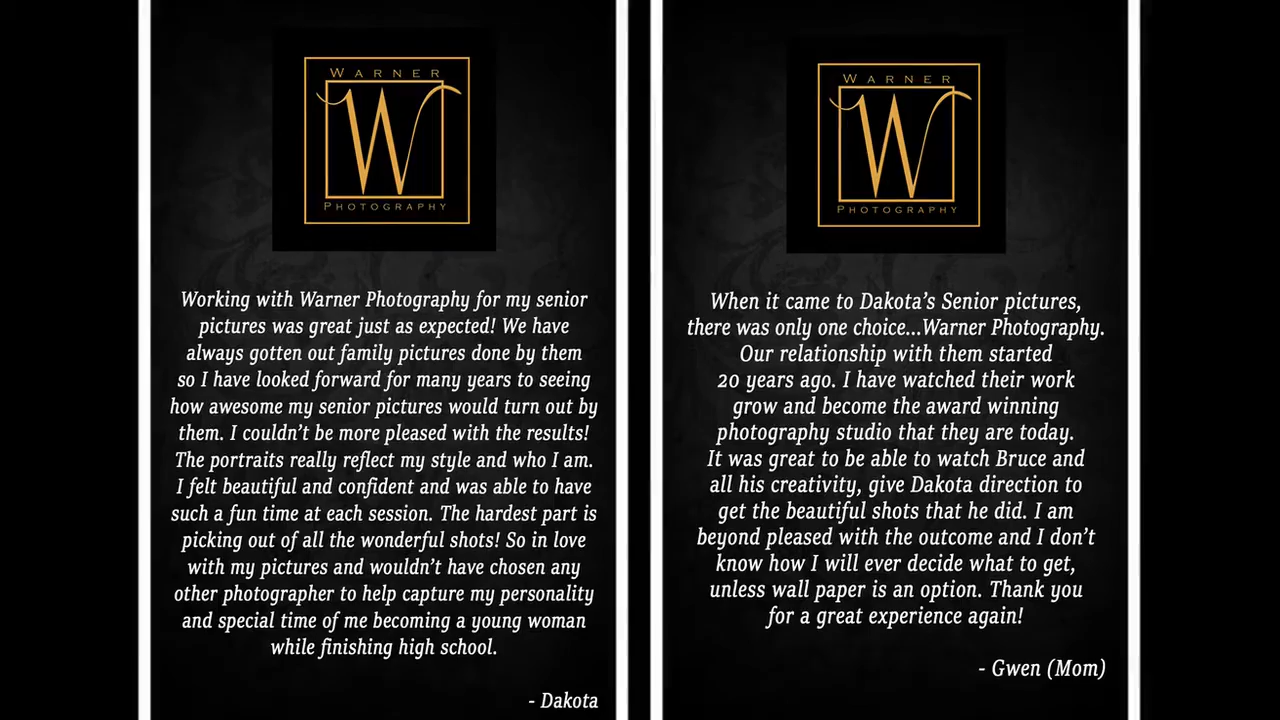 WARNER
W
PHOTOGRAPHY
Working with Warner Photography for my senior
pictures was great just as expected! We have
always gotten out family pictures done by them
so I have looked forward for many years to seeing
how awesome my senior pictures would turn out by
them. I couldn’t be more pleased with the results!
The portraits really reflect my style and who I am.
I felt beautiful and confident and was able to have
such a fun time at each session. The hardest part is
picking out of all the wonderful shots! So in love
with my pictures and wouldn’t have chosen any
other photographer to help capture my personality
and special time of me becoming a young woman
while finishing high school.
- Dakota
WARNER
W
PHOTOGRAPHY
When it came to Dakota’s Senior pictures,
there was only one choice...Warner Photography.
Our relationship with them started
20 years ago. I have watched their work
grow and become the award winning
photography studio that they are today.
It was great to be able to watch Bruce and
all his creativity, give Dakota direction to
get the beautiful shots that he did. I am
beyond pleased with the outcome and I don’t
know how I will ever decide what to get,
unless wall paper is an option. Thank you
for a great experience again!
- Gwen (Mom)